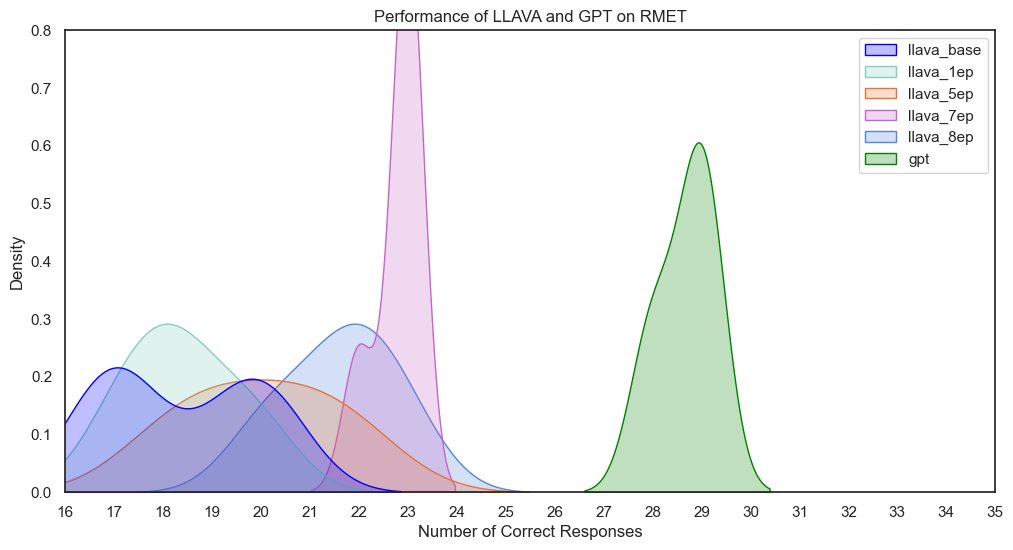 Performance of LLAVA and GPT on RMET
0.8
0.7
0.6
0.5
0.4
0.3
0.2
0.1
0.0
Density
llava_base
llava_1ep
llava_5ep
llava_7ep
llava_8ep
gpt
16 17 18 19 20 21 22 23 24 25 26 27 28 29 30 31 32 33 34 35
Number of Correct Responses